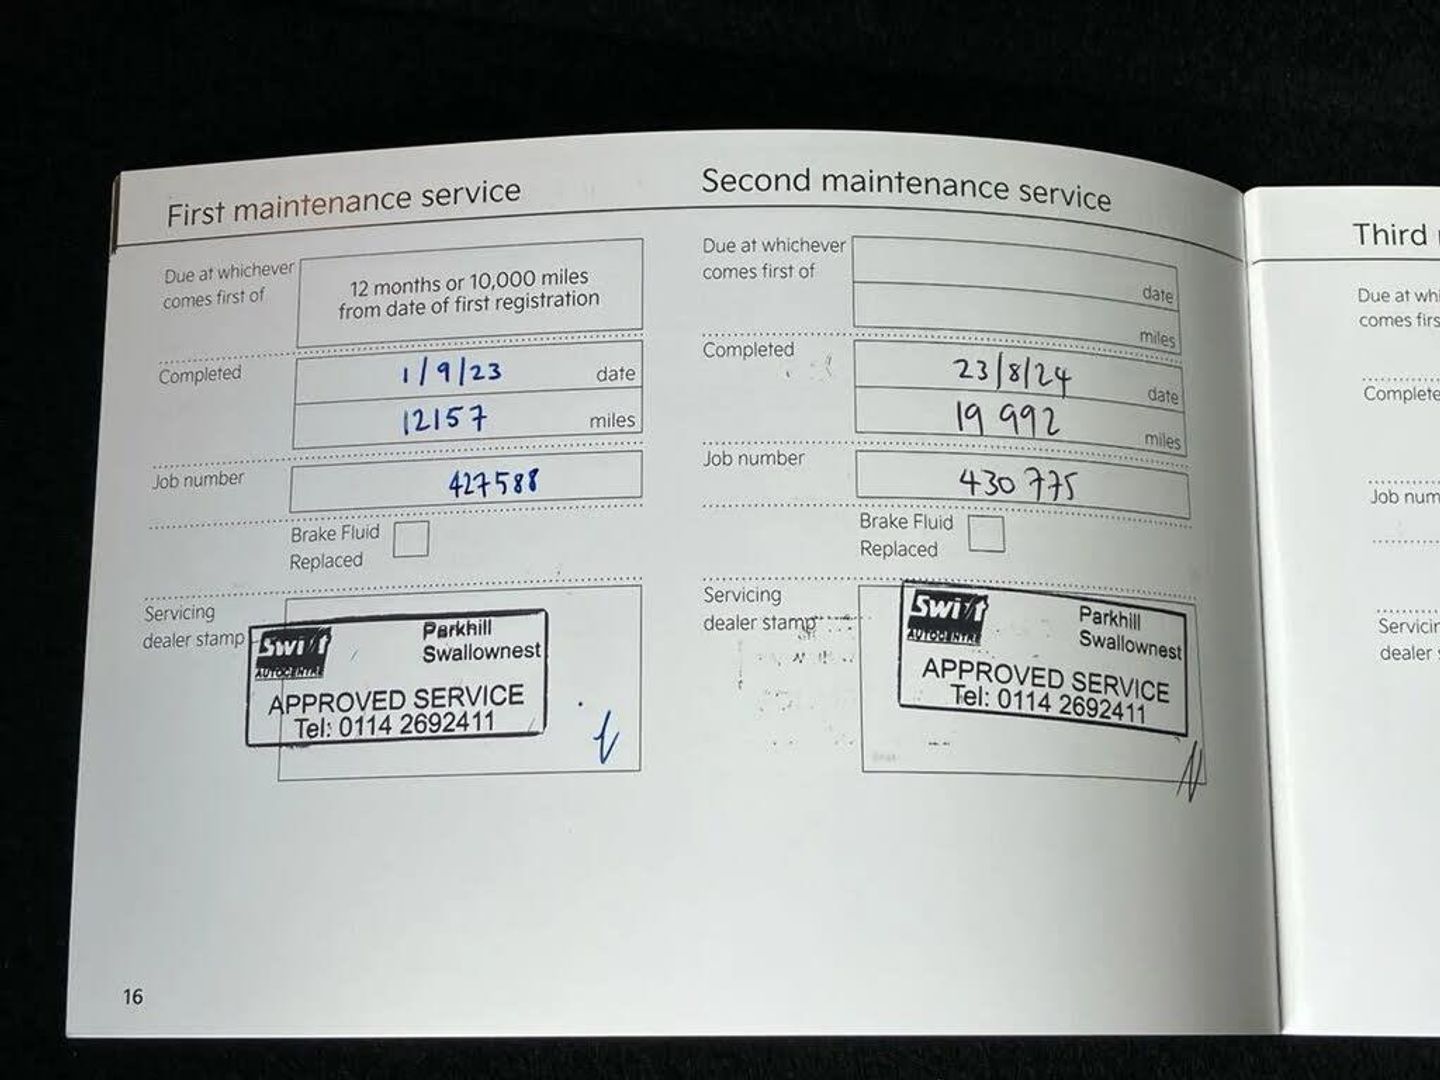 First maintenance service
Due at whichever
comes first of
12 months or 10,000 miles
from date of first registration
Completed
1/9/23 date
12157 miles
Job number
427588
Brake Fluid
Replaced
Servicing
dealer stamp
Swift
AUTOCENTRE
Parkhill
Swallownest
APPROVED SERVICE
Tel: 0114 2692411
16
Second maintenance service
Due at whichever
comes first of
date
miles
Completed
23/8/24 date
19 992 miles
Job number
430 775
Brake Fluid
Replaced
Servicing
dealer stamp
Swift
AUTOCENTRE
Parkhill
Swallownest
APPROVED SERVICE
Tel: 0114 2692411
Third
Due at whi
comes firs
Complete
Job num
Servicin
dealer